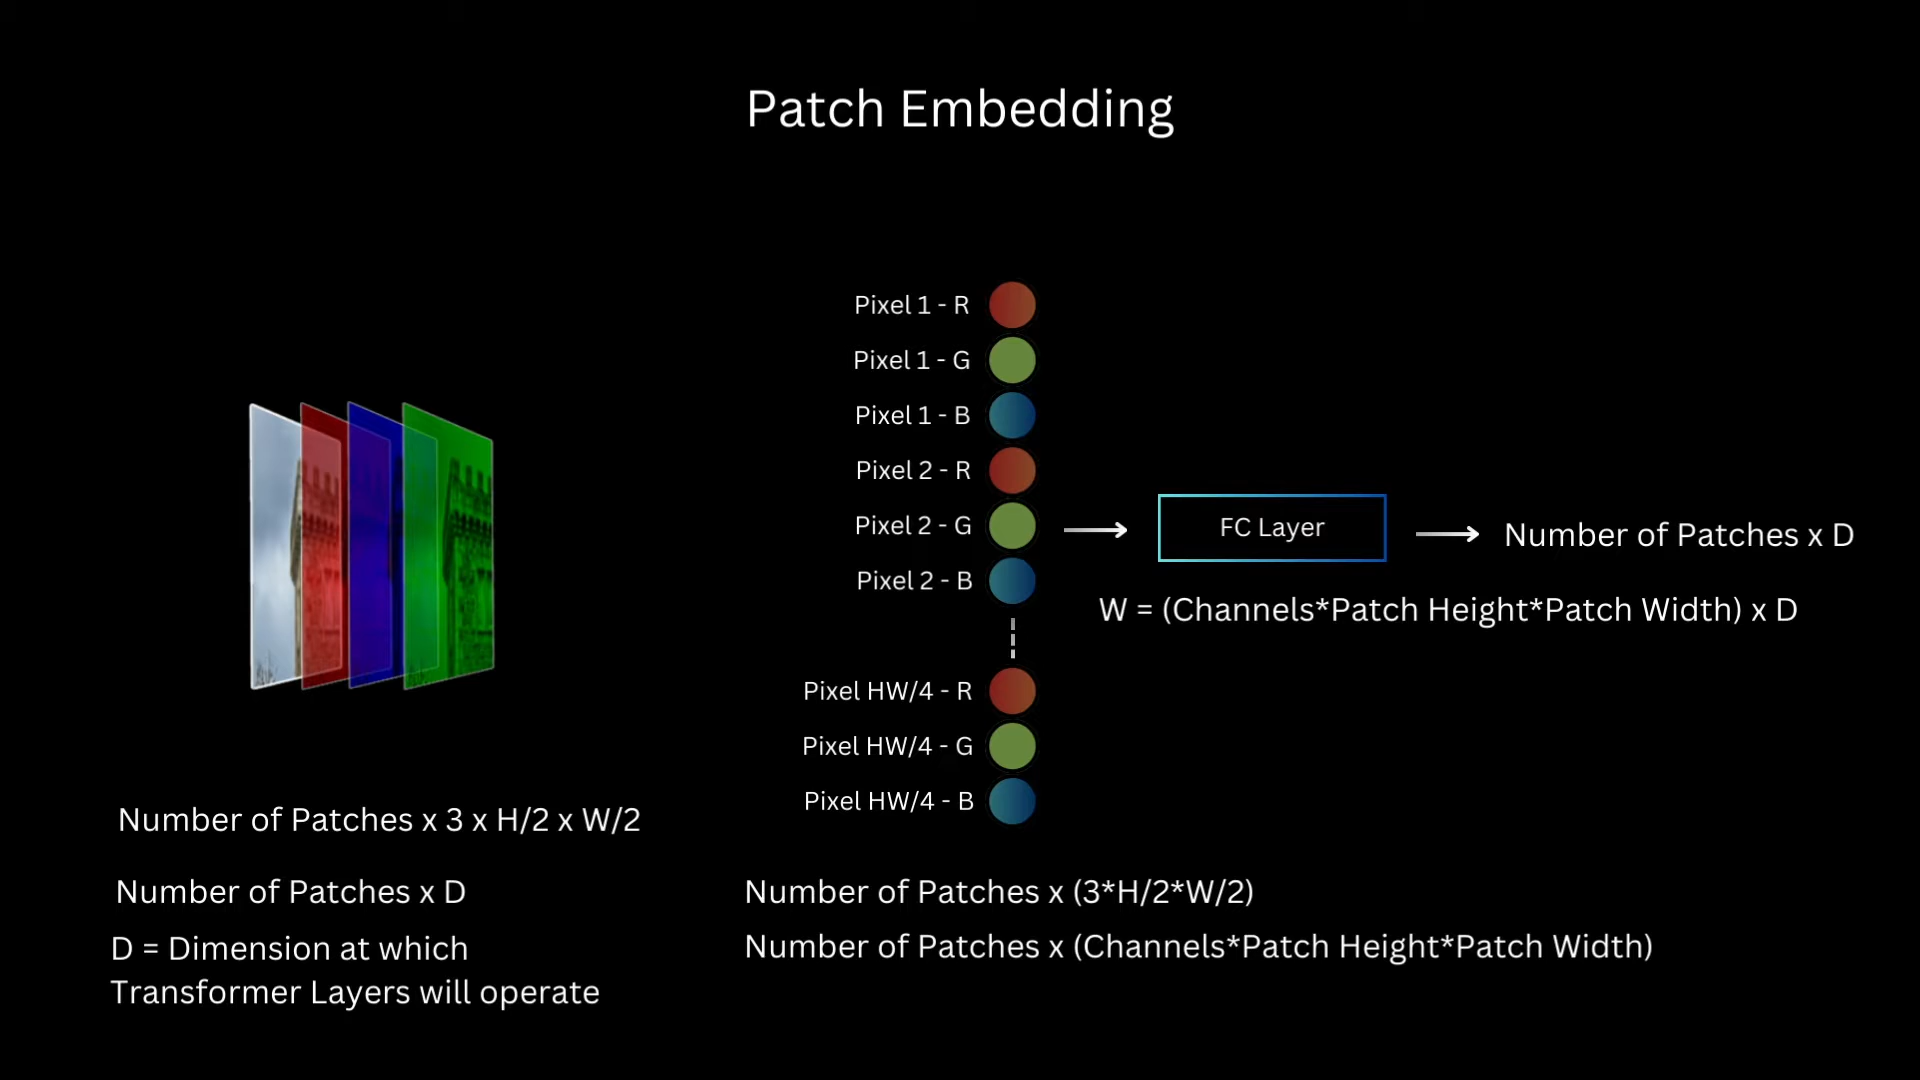 Patch Embedding
Pixel 1 - R
Pixel 1 - G
Pixel 1 - B
Pixel 2 - R
Pixel 2 - G
Pixel 2 - B
Pixel HW/4 - R
Pixel HW/4 - G
Pixel HW/4 - B
FC Layer
Number of Patches x D
W = (Channels*Patch Height*Patch Width) x D
Number of Patches x 3 x H/2 x W/2
Number of Patches x D
D = Dimension at which
Transformer Layers will operate
Number of Patches x (3*H/2*W/2)
Number of Patches x (Channels*Patch Height*Patch Width)